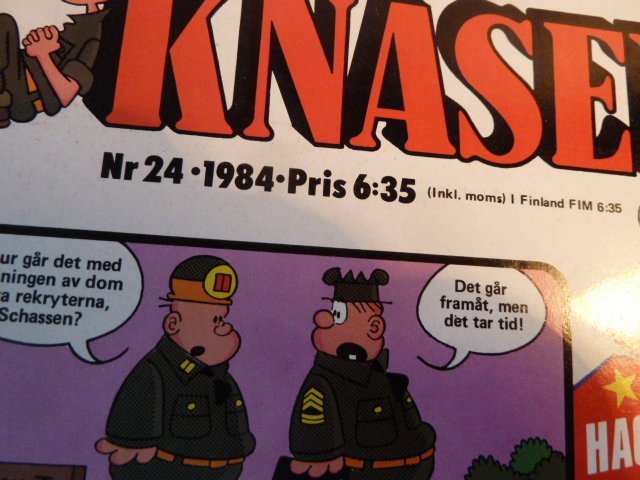 KNASE
Nr 24 • 1984 • Pris 6:35 (Inkl. moms) I Finland FIM 6:35
ur går det med
ningen av dom
a rekryterna,
Schassen?
Det går
framåt, men
det tar tid!
HA